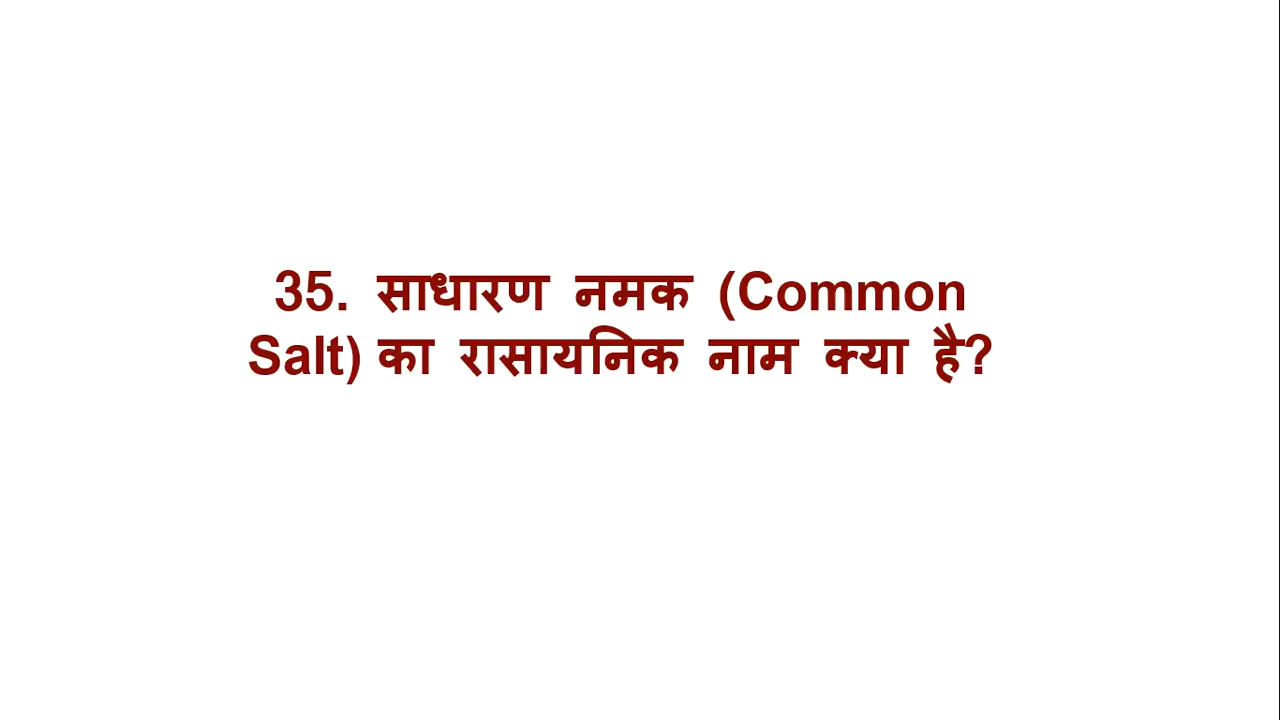 35. साधारण नमक (Common
Salt) का रासायनिक नाम क्या है?